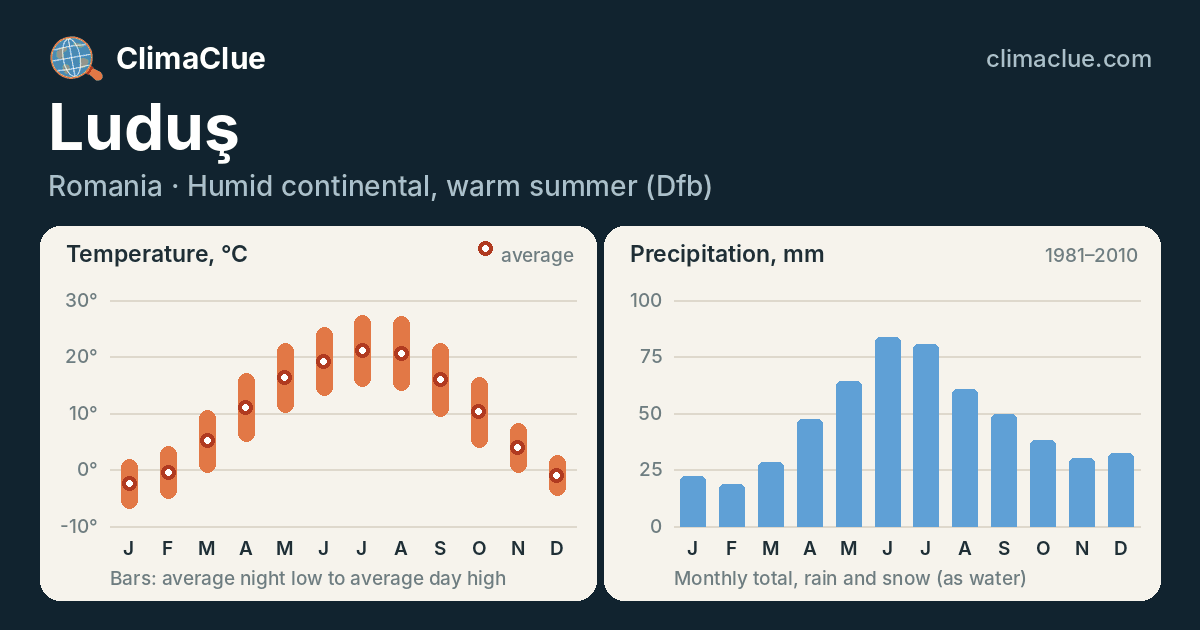 ClimaClue
climaclue.com
Luduş
Romania · Humid continental, warm summer (Dfb)
Temperature, °C
average
30°
20°
10°
0°
-10°
J F M A M J J A S O N D
Bars: average night low to average day high
Precipitation, mm
1981–2010
100
75
50
25
0
J F M A M J J A S O N D
Monthly total, rain and snow (as water)